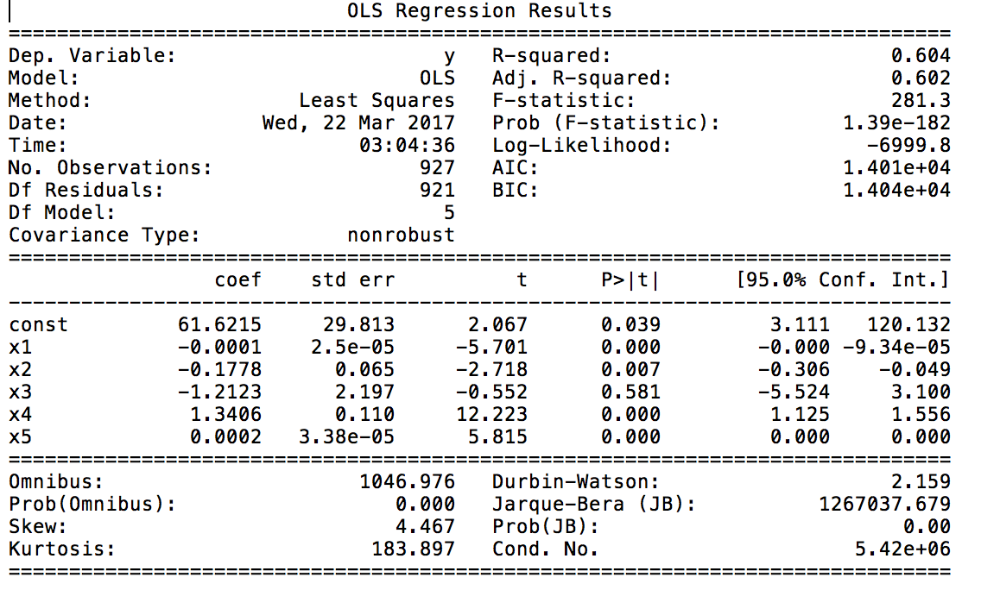 OLS Regression Results
==============================================================================
Dep. Variable:                      y   R-squared:                       0.604
Model:                            OLS   Adj. R-squared:                  0.602
Method:                 Least Squares   F-statistic:                     281.3
Date:                Wed, 22 Mar 2017   Prob (F-statistic):          1.39e-182
Time:                        03:04:36   Log-Likelihood:                -6999.8
No. Observations:                 927   AIC:                         1.401e+04
Df Residuals:                     921   BIC:                         1.404e+04
Df Model:                           5
Covariance Type:            nonrobust
==============================================================================
                 coef    std err          t      P>|t|      [95.0% Conf. Int.]
------------------------------------------------------------------------------
const         61.6215     29.813      2.067      0.039         3.111   120.132
x1            -0.0001    2.5e-05     -5.701      0.000        -0.000 -9.34e-05
x2            -0.1778      0.065     -2.718      0.007        -0.306    -0.049
x3            -1.2123      2.197     -0.552      0.581        -5.524     3.100
x4             1.3406      0.110     12.223      0.000         1.125     1.556
x5             0.0002   3.38e-05      5.815      0.000         0.000     0.000
==============================================================================
Omnibus:                     1046.976   Durbin-Watson:                   2.159
Prob(Omnibus):                  0.000   Jarque-Bera (JB):          1267037.679
Skew:                           4.467   Prob(JB):                         0.00
Kurtosis:                     183.897   Cond. No.                     5.42e+06
==============================================================================